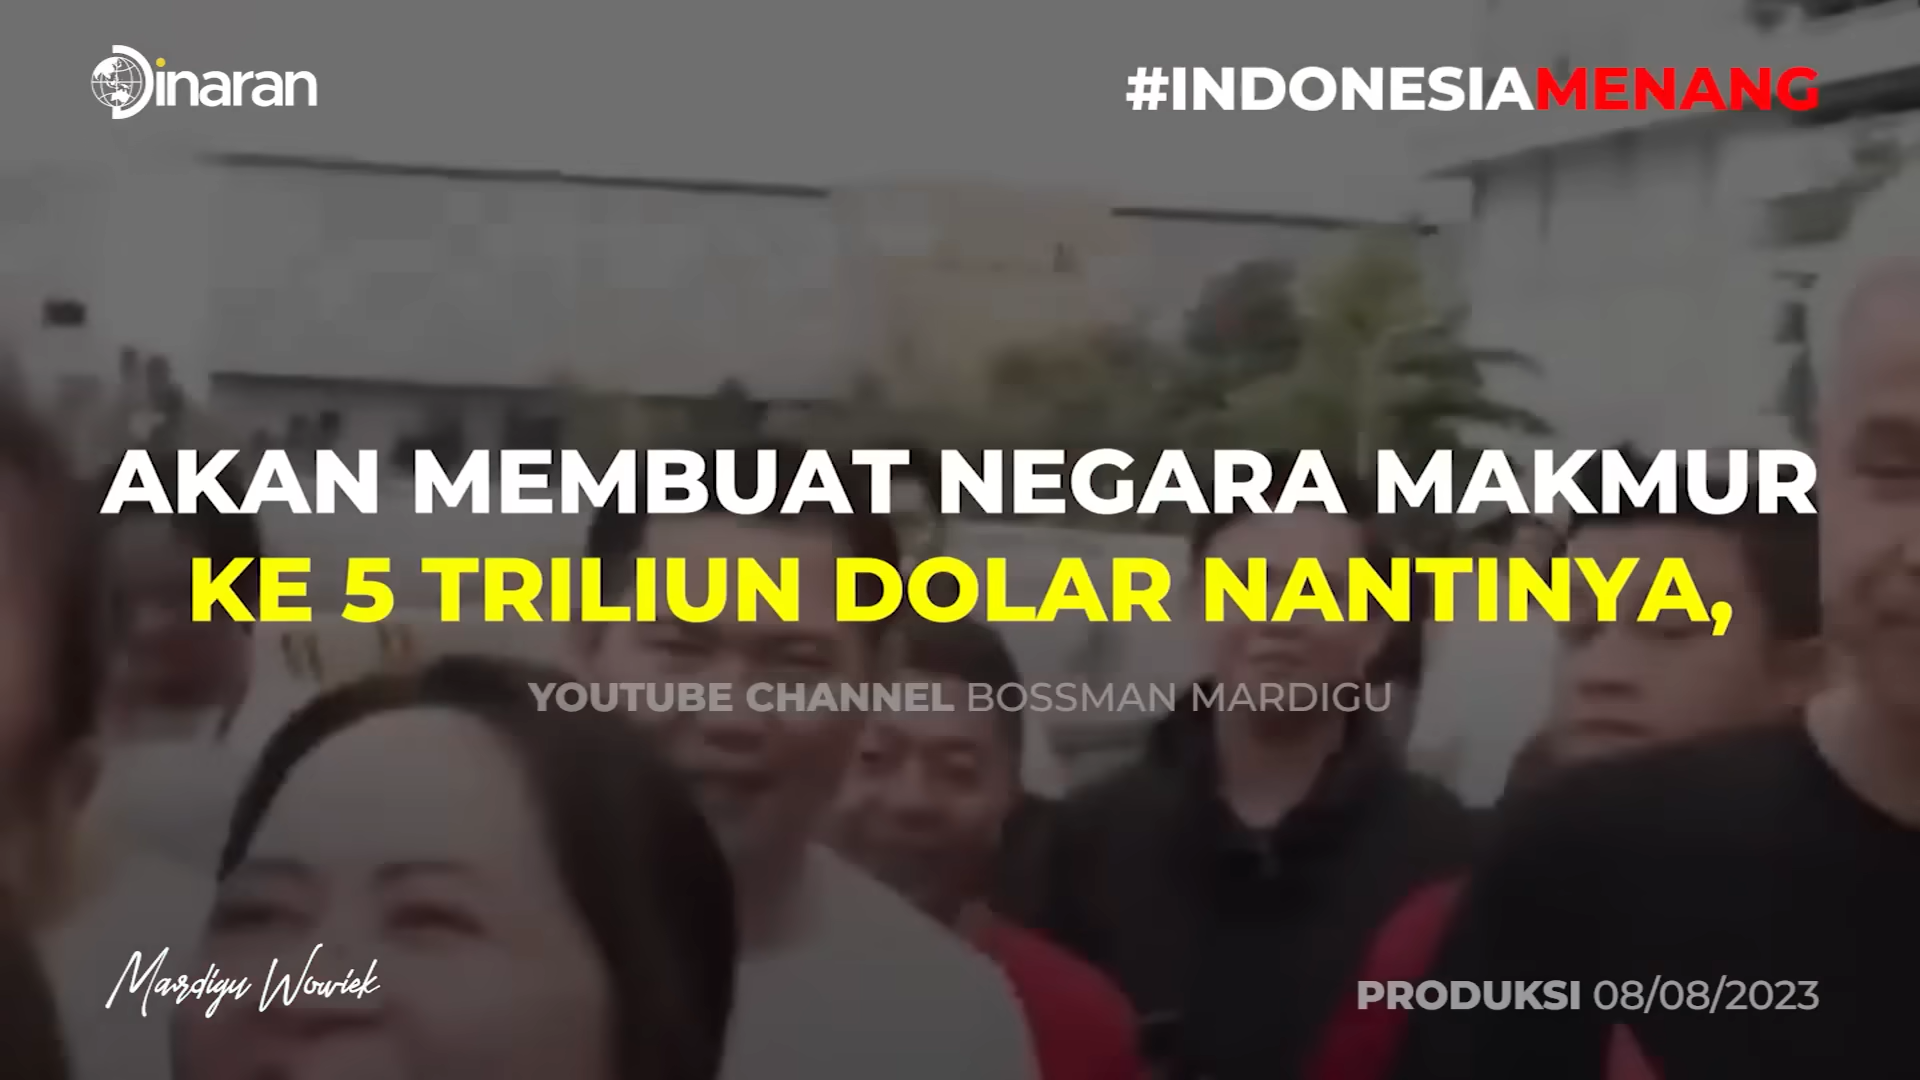 Dinaran
#INDONESIAMENANG
AKAN MEMBUAT NEGARA MAKMUR
KE 5 TRILIUN DOLAR NANTINYA,
YOUTUBE CHANNEL BOSSMAN MARDIGU
Mardigu Wowiek
PRODUKSI 08/08/2023